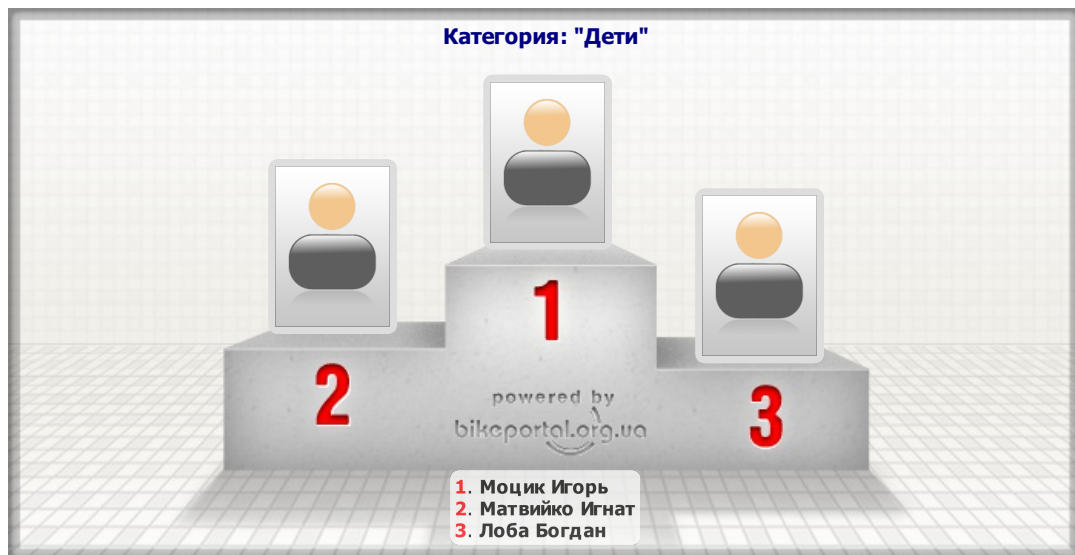 Категория: "Дети"
1
2
3
powered by
bikeportal.org.ua
1. Моцик Игорь
2. Матвийко Игнат
3. Лоба Богдан